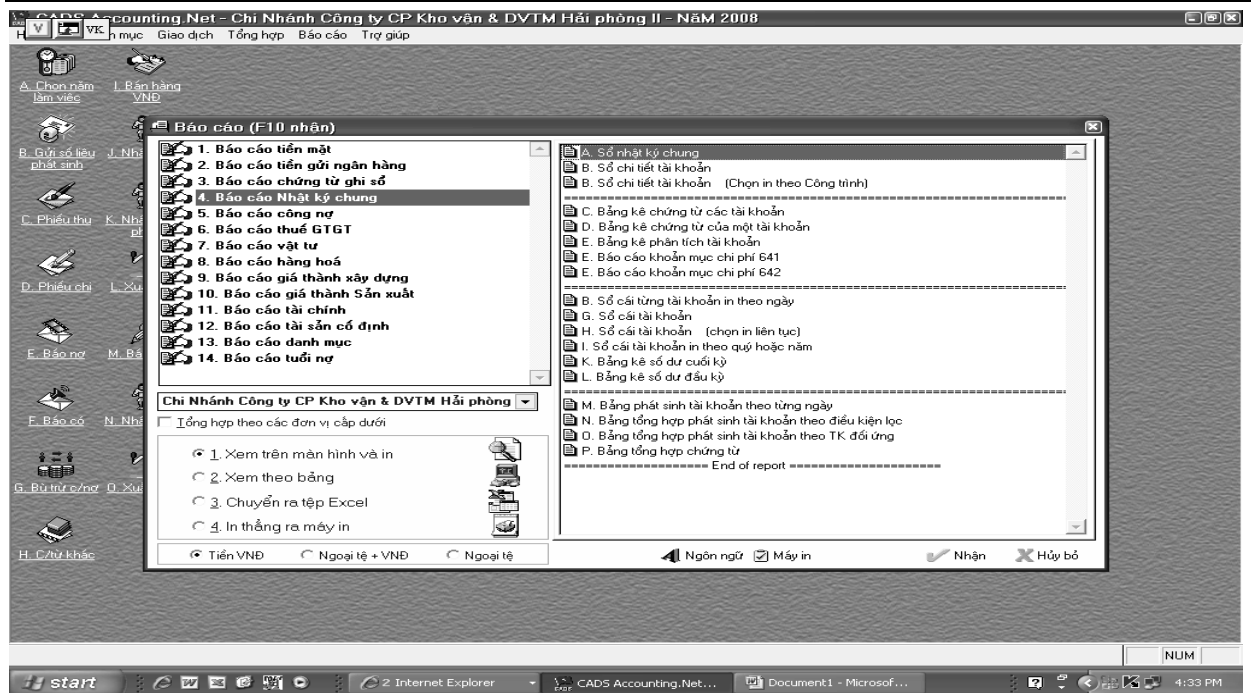 CADS Accounting.Net - Chi Nhánh Công ty CP Kho vận & DVTM Hải phòng II - NăM 2008
V VK mục Giao dịch Tổng hợp Báo cáo Trợ giúp
A. Chọn năm làm việc
I. Bán hàng VNĐ
B. Gửi số liệu phát sinh
C. Phiếu thu
D. Phiếu chi
E. Báo nợ
F. Báo có
G. Bù trừ c/nợ
H. C/từ khác
Báo cáo (F10 nhận)
1. Báo cáo tiền mặt
2. Báo cáo tiền gửi ngân hàng
3. Báo cáo chứng từ ghi sổ
4. Báo cáo Nhật ký chung
5. Báo cáo công nợ
6. Báo cáo thuế GTGT
7. Báo cáo vật tư
8. Báo cáo hàng hoá
9. Báo cáo giá thành xây dựng
10. Báo cáo giá thành Sản xuất
11. Báo cáo tài chính
12. Báo cáo tài sản cố định
13. Báo cáo danh mục
14. Báo cáo tuổi nợ
Chi Nhánh Công ty CP Kho vận & DVTM Hải phòng
Tổng hợp theo các đơn vị cấp dưới
1. Xem trên màn hình và in
2. Xem theo bảng
3. Chuyển ra tệp Excel
4. In thẳng ra máy in
Tiền VNĐ Ngoại tệ + VNĐ Ngoại tệ
A. Sổ nhật ký chung
B. Sổ chi tiết tài khoản
B. Sổ chi tiết tài khoản (Chọn in theo Công trình)
C. Bảng kê chứng từ các tài khoản
D. Bảng kê chứng từ của một tài khoản
E. Bảng kê phân tích tài khoản
E. Báo cáo khoản mục chi phí 641
E. Báo cáo khoản mục chi phí 642
B. Sổ cái từng tài khoản in theo ngày
G. Sổ cái tài khoản
H. Sổ cái tài khoản (chọn in liên tục)
I. Sổ cái tài khoản in theo quý hoặc năm
K. Bảng kê số dư cuối kỳ
L. Bảng kê số dư đầu kỳ
M. Bảng phát sinh tài khoản theo từng ngày
N. Bảng tổng hợp phát sinh tài khoản theo điều kiện lọc
O. Bảng tổng hợp phát sinh tài khoản theo TK đối ứng
P. Bảng tổng hợp chứng từ
==================== End of report =====================
Ngôn ngữ Máy in Nhận Hủy bỏ
NUM
start 2 Internet Explorer CADS Accounting.Net... Document1 - Microsof... 4:33 PM